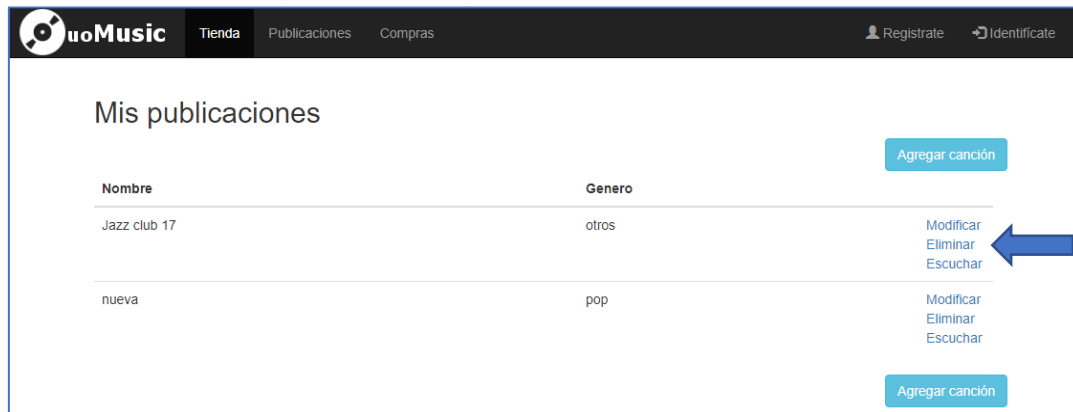 uoMusic Tienda Publicaciones Compras Registrate Identifícate
Mis publicaciones
Agregar canción
Nombre Genero
Jazz club 17 otros Modificar
Eliminar
Escuchar
nueva pop Modificar
Eliminar
Escuchar
Agregar canción